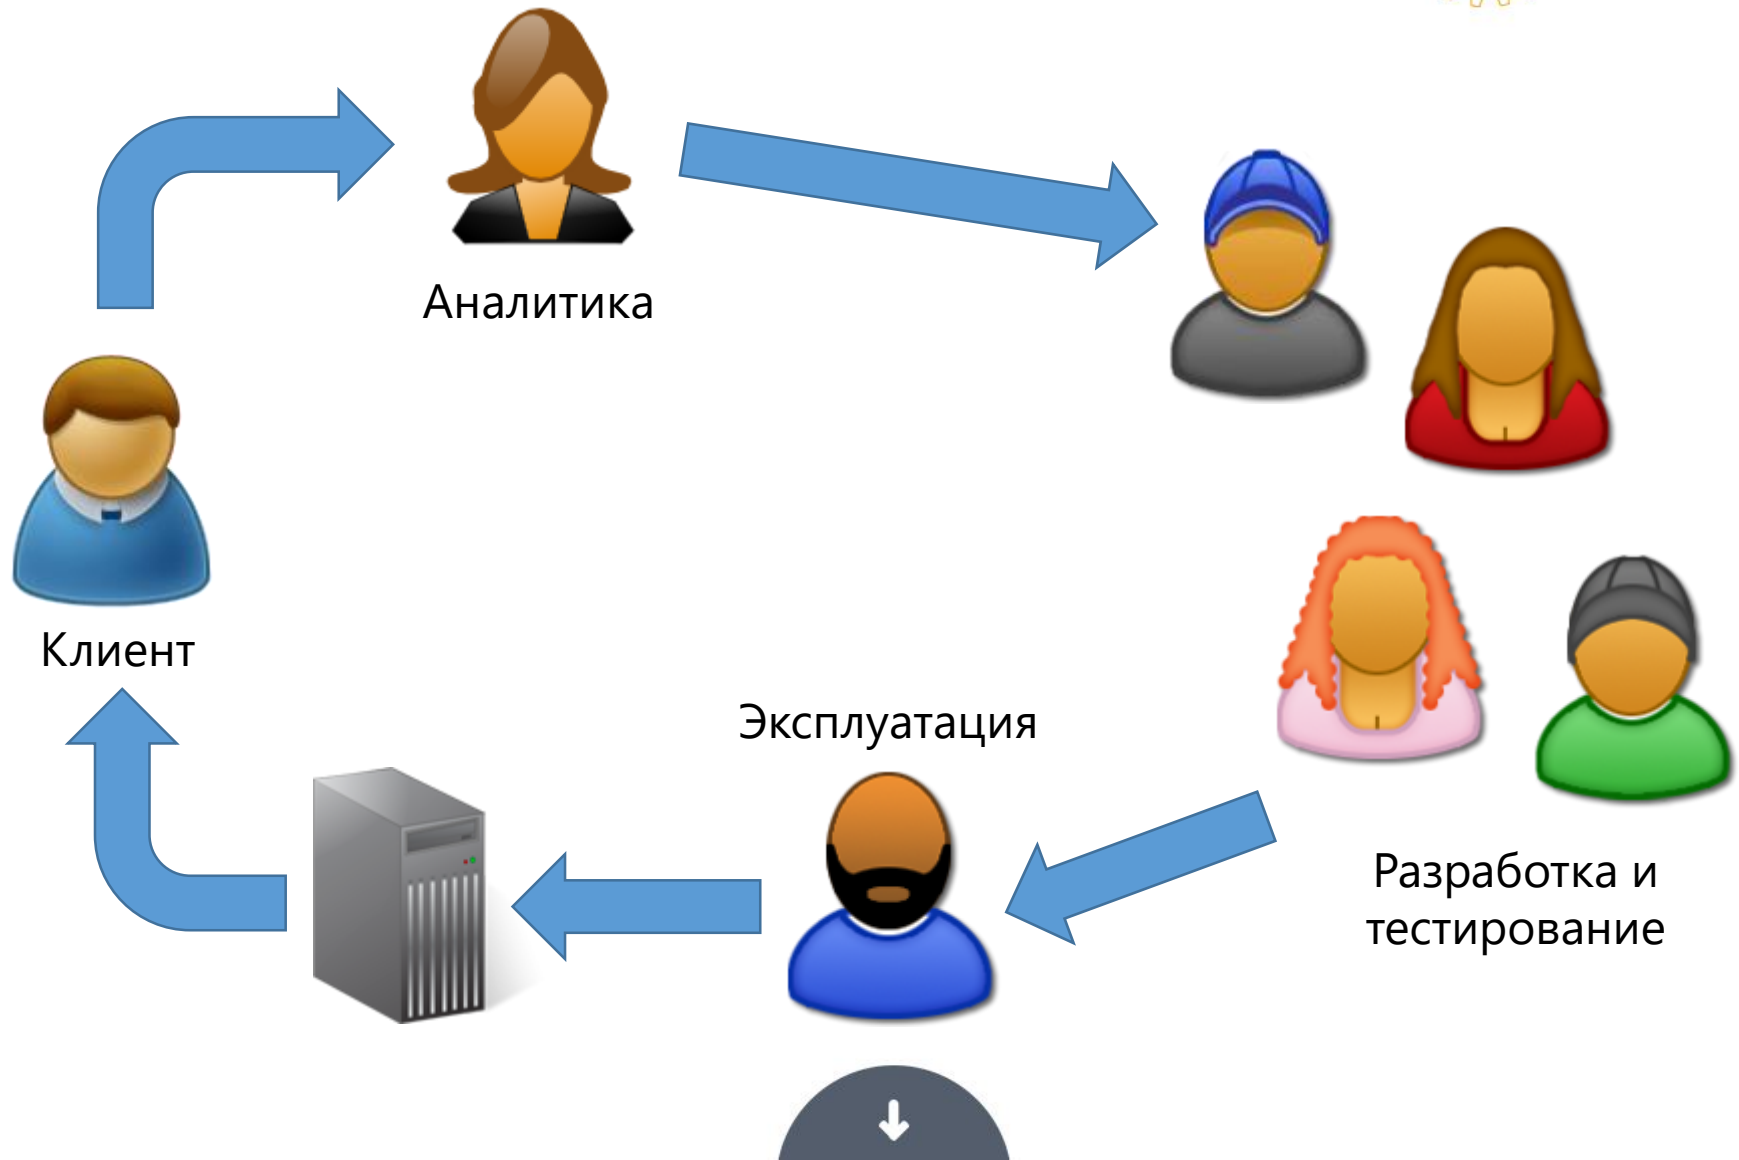 Аналитика
Клиент
Эксплуатация
Разработка и
тестирование